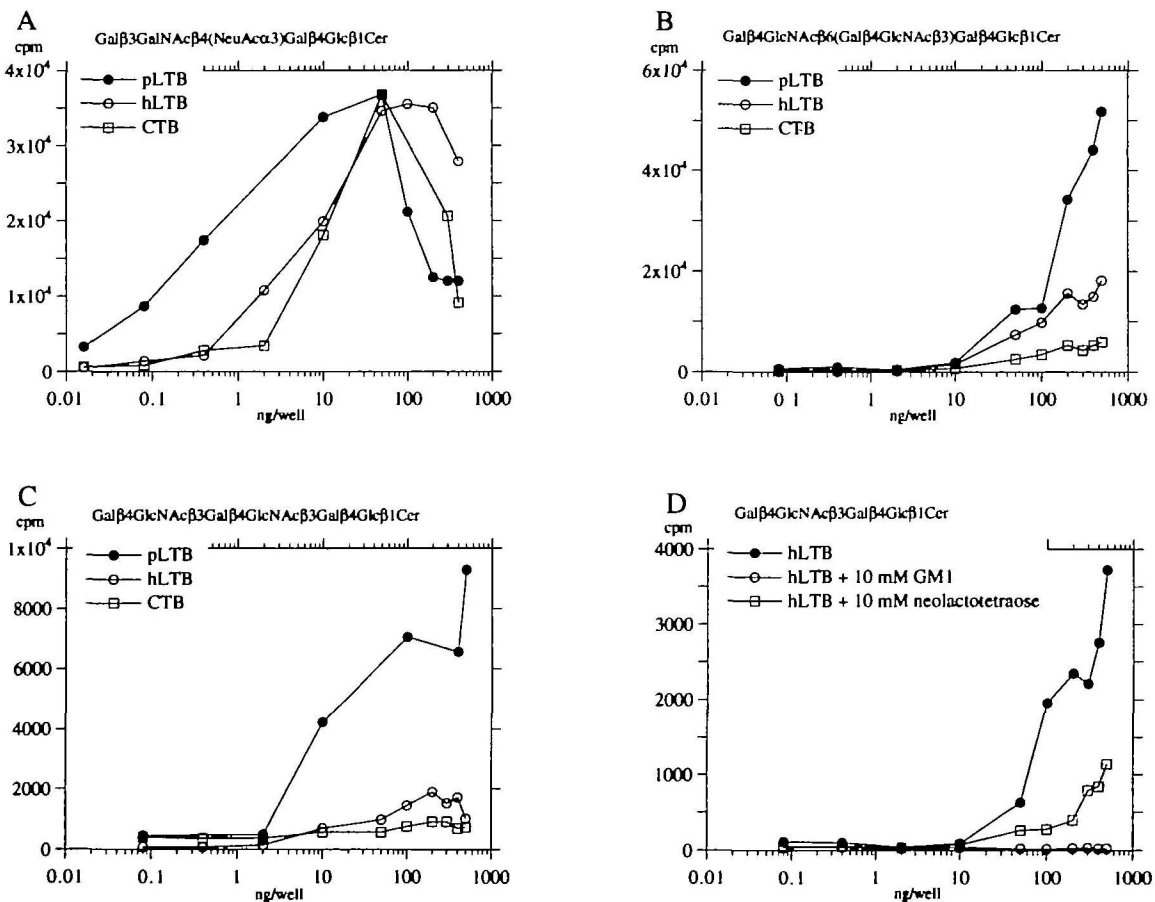 A
Galβ3GalNAcβ4(NeuAcα3)Galβ4Glcβ1Cer
cpm
4x10⁴
3x10⁴
2x10⁴
1x10⁴
0
pLTB
hLTB
CTB
0.01 0.1 1 10 100 1000
ng/well
B
Galβ4GlcNAcβ6(Galβ4GlcNAcβ3)Galβ4Glcβ1Cer
cpm
6x10⁴
4x10⁴
2x10⁴
0
pLTB
hLTB
CTB
0.01 0 1 1 10 100 1000
ng/well
C
Galβ4GlcNAcβ3Galβ4GlcNAcβ3Galβ4Glcβ1Cer
cpm
1x10⁴
8000
6000
4000
2000
0
pLTB
hLTB
CTB
0.01 0.1 1 10 100 1000
ng/well
D
Galβ4GlcNAcβ3Galβ4Glcβ1Cer
cpm
4000
3000
2000
1000
0
hLTB
hLTB + 10 mM GM1
hLTB + 10 mM neolactotetraose
0.01 0.1 1 10 100 1000
ng/well